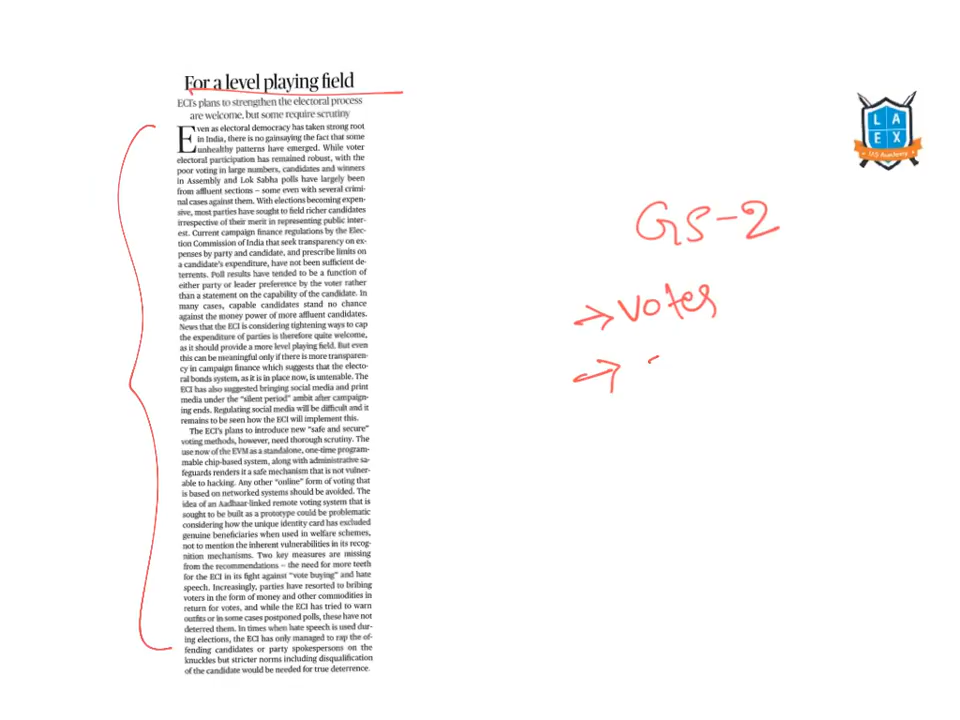 For a level playing field
ECI's plans to strengthen the electoral process
are welcome, but some require scrutiny
Even as electoral democracy has taken strong root
in India, there is no gainsaying the fact that some
unhealthy patterns have emerged. While voter
electoral participation has remained robust, with the
poor voting in large numbers, candidates and winners
in Assembly and Lok Sabha polls have largely been
from affluent sections – some even with several crimi-
nal cases against them. With elections becoming expen-
sive, most parties have sought to field richer candidates
irrespective of their merit in representing public inter-
est. Current campaign finance regulations by the Elec-
tion Commission of India that seek transparency on ex-
penses by party and candidate, and prescribe limits on
a candidate's expenditure, have not been sufficient de-
terrents. Poll results have tended to be a function of
either party or leader preference by the voter rather
than a statement on the capability of the candidate. In
many cases, capable candidates stand no chance
against the money power of more affluent candidates.
News that the ECI is considering tightening ways to cap
the expenditure of parties is therefore quite welcome,
as it should provide a more level playing field. But even
this can be meaningful only if there is more transparen-
cy in campaign finance which suggests that the electo-
ral bonds system, as it is in place now, is untenable. The
ECI has also suggested bringing social media and print
media under the "silent period" ambit after campaign-
ing ends. Regulating social media will be difficult and it
remains to be seen how the ECI will implement this.
The ECI's plans to introduce new "safe and secure"
voting methods, however, need thorough scrutiny. The
use now of the EVM as a standalone, one-time program-
mable chip-based system, along with administrative sa-
feguards renders it a safe mechanism that is not vulner-
able to hacking. Any other "online" form of voting that
is based on networked systems should be avoided. The
idea of an Aadhaar-linked remote voting system that is
sought to be built as a prototype could be problematic
considering how the unique identity card has excluded
genuine beneficiaries when used in welfare schemes,
not to mention the inherent vulnerabilities in its recog-
nition mechanisms. Two key measures are missing
from the recommendations – the need for more teeth
for the ECI in its fight against "vote buying" and hate
speech. Increasingly, parties have resorted to bribing
voters in the form of money and other commodities in
return for votes, and while the ECI has tried to warn
outfits or in some cases postponed polls, these have not
deterred them. In times when hate speech is used dur-
ing elections, the ECI has only managed to rap the of-
fending candidates or party spokespersons on the
knuckles but stricter norms including disqualification
of the candidate would be needed for true deterrence.
L A
E X
GS-2
→ Votes
→